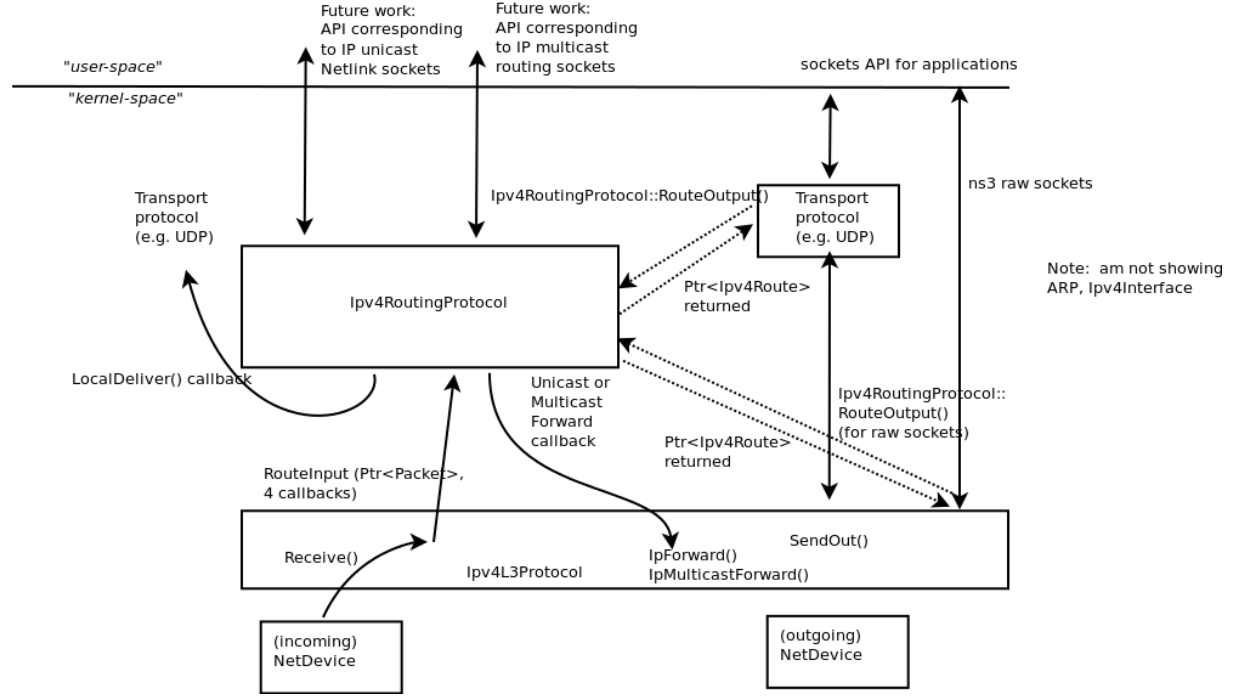 Future work:
API corresponding
to IP unicast
Netlink sockets
Future work:
API corresponding
to IP multicast
routing sockets
"user-space"
sockets API for applications
"kernel-space"
Transport
protocol
(e.g. UDP)
Ipv4RoutingProtocol::RouteOutput()
Transport
protocol
(e.g. UDP)
ns3 raw sockets
Note:  am not showing
ARP, Ipv4Interface
Ipv4RoutingProtocol
Ptr<Ipv4Route>
returned
LocalDeliver() callback
Unicast or
Multicast
Forward
callback
Ipv4RoutingProtocol::
RouteOutput()
(for raw sockets)
Ptr<Ipv4Route>
returned
RouteInput (Ptr<Packet>,
4 callbacks)
Receive()
Ipv4L3Protocol
IpForward()
IpMulticastForward()
SendOut()
(incoming)
NetDevice
(outgoing)
NetDevice